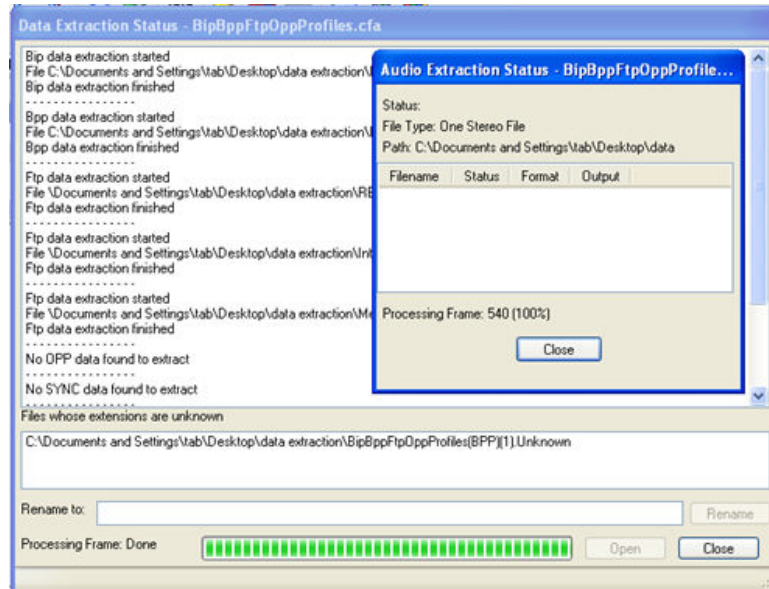 Data Extraction Status - BipBppFtpOppProfiles.cfa
Bip data extraction started
File C:\Documents and Settings\tab\Desktop\data extraction\
Bip data extraction finished
- - - - - - - - - - - - - - - -
Bpp data extraction started
File C:\Documents and Settings\tab\Desktop\data extraction\
Bpp data extraction finished
- - - - - - - - - - - - - - - -
Ftp data extraction started
File \Documents and Settings\tab\Desktop\data extraction\RE
Ftp data extraction finished
- - - - - - - - - - - - - - - -
Ftp data extraction started
File \Documents and Settings\tab\Desktop\data extraction\Int
Ftp data extraction finished
- - - - - - - - - - - - - - - -
Ftp data extraction started
File \Documents and Settings\tab\Desktop\data extraction\Me
Ftp data extraction finished
- - - - - - - - - - - - - - - -
No OPP data found to extract
- - - - - - - - - - - - - - - -
No SYNC data found to extract
- - - - - - - - - - - - - - - -
Audio Extraction Status - BipBppFtpOppProfile...
Status:
File Type: One Stereo File
Path: C:\Documents and Settings\tab\Desktop\data
Filename Status Format Output
Processing Frame: 540 (100%)
Close
Files whose extensions are unknown
C:\Documents and Settings\tab\Desktop\data extraction\BipBppFtpOppProfiles(BPP)(1).Unknown
Rename to: Rename
Processing Frame: Done Open Close